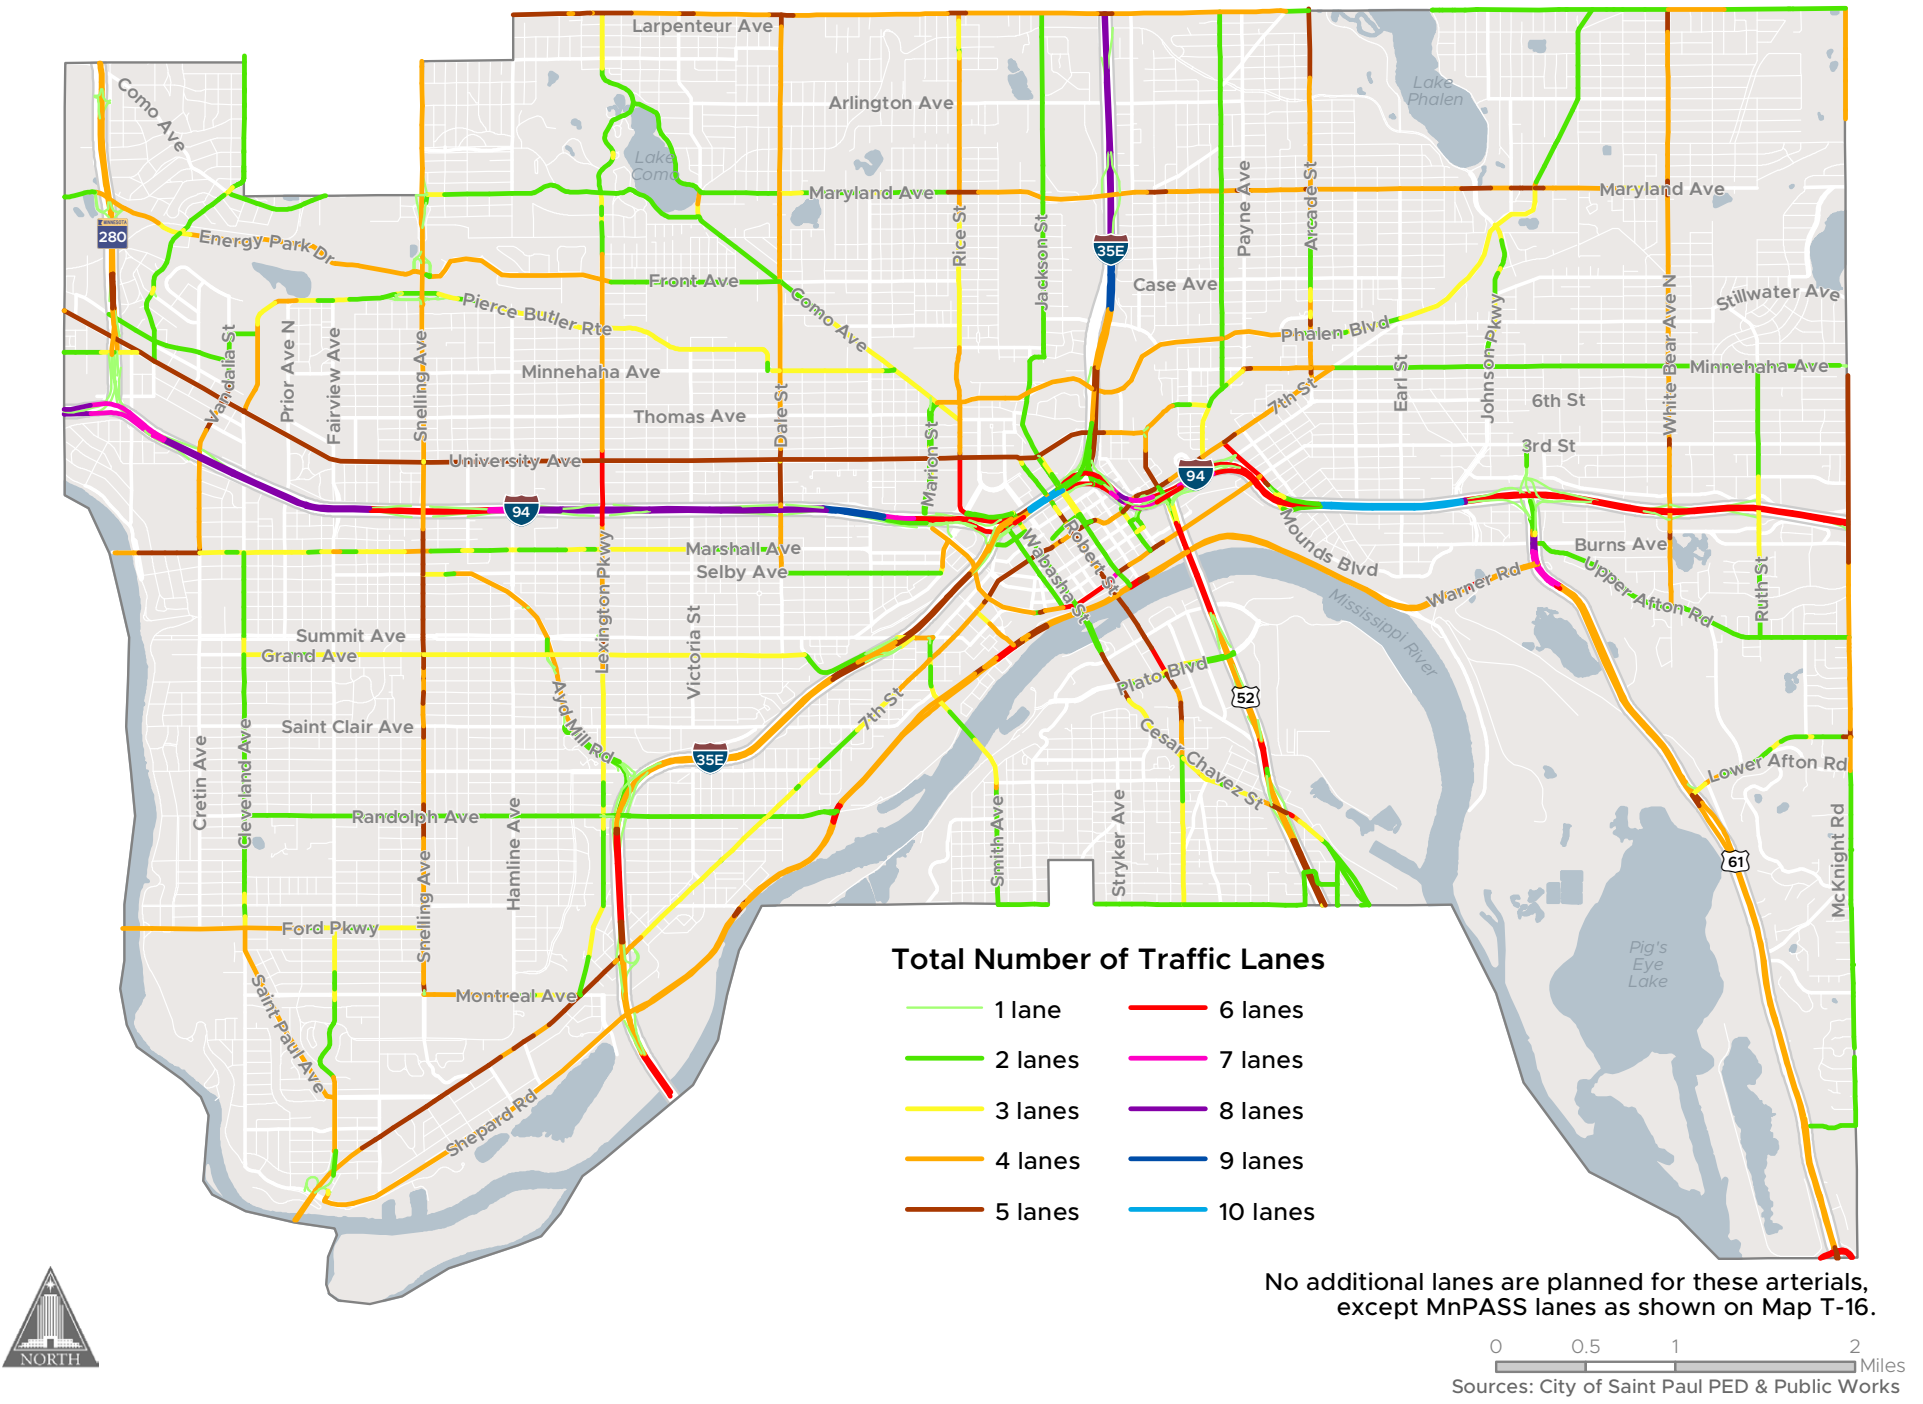 Larpenteur Ave
Como Ave
Arlington Ave
Lake
Phalen
Lake
Como
Maryland Ave
Maryland Ave
MINNESOTA
280
Energy Park Dr
Rice St
Jackson St
35E
Payne Ave
Arcade St
Front Ave
Case Ave
Como Ave
Pierce Butler Rte
Stillwater Ave
Phalen Blvd
Vandalia St
Prior Ave N
Fairview Ave
Snelling Ave
Minnehaha Ave
Minnehaha Ave
Johnson Pkwy
White Bear Ave N
Earl St
Thomas Ave
Dale St
7th St
6th St
Marion St
3rd St
University Ave
94
94
Marshall Ave
Selby Ave
Wabasha St
Robert St
Mounds Blvd
Burns Ave
Warner Rd
Upper Afton Rd
Ruth St
Lexington Pkwy
Mississippi River
Summit Ave
Grand Ave
Victoria St
Plato Blvd
52
Ayd Mill Rd
7th St
Saint Clair Ave
35E
Cesar Chavez St
Lower Afton Rd
Cretin Ave
Cleveland Ave
Randolph Ave
Hamline Ave
Smith Ave
Stryker Ave
61
McKnight Rd
Snelling Ave
Ford Pkwy
Montreal Ave
Saint Paul Ave
Shepard Rd
Pig's
Eye
Lake
Total Number of Traffic Lanes
1 lane
6 lanes
2 lanes
7 lanes
3 lanes
8 lanes
4 lanes
9 lanes
5 lanes
10 lanes
No additional lanes are planned for these arterials,
except MnPASS lanes as shown on Map T-16.
0 0.5 1 2
Miles
Sources: City of Saint Paul PED & Public Works
NORTH